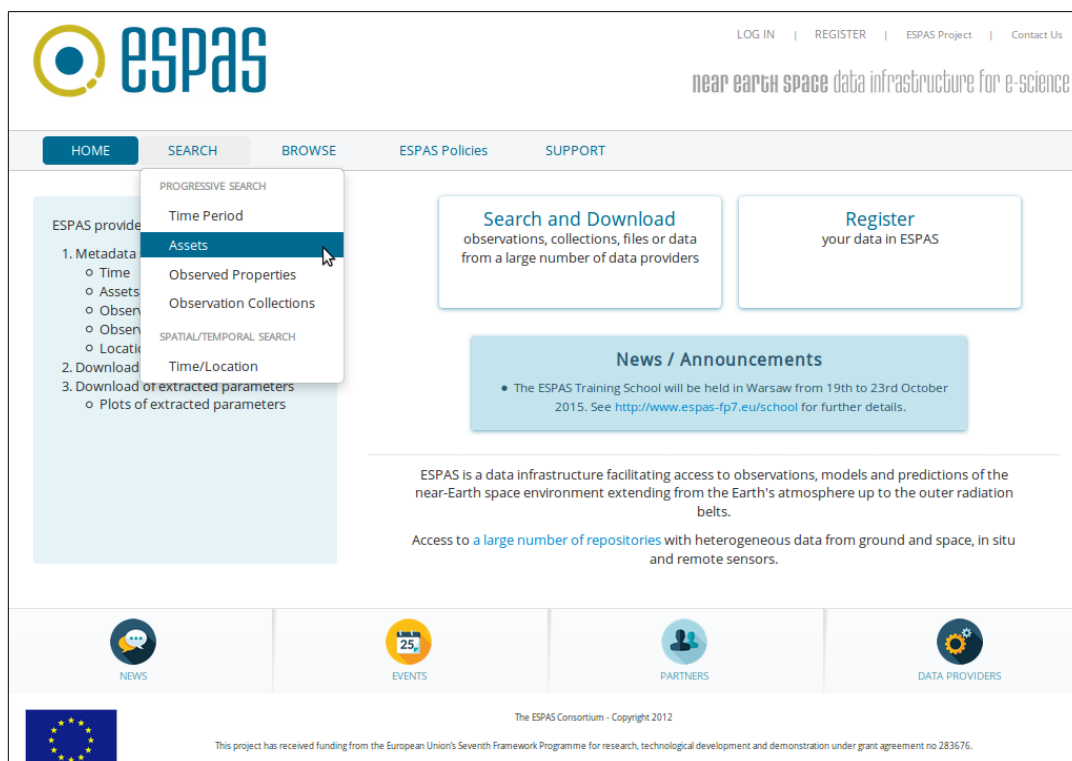 espas
LOG IN | REGISTER | ESPAS Project | Contact Us
near earth space data infrastructure for e-science
HOME SEARCH BROWSE ESPAS Policies SUPPORT
PROGRESSIVE SEARCH
Time Period
Assets
Observed Properties
Observation Collections
SPATIAL/TEMPORAL SEARCH
Time/Location
ESPAS provide
1. Metadata
Time
Assets
Obser
Obser
Locatio
2. Download
3. Download of extracted parameters
Plots of extracted parameters
Search and Download
observations, collections, files or data
from a large number of data providers
Register
your data in ESPAS
News / Announcements
• The ESPAS Training School will be held in Warsaw from 19th to 23rd October
2015. See http://www.espas-fp7.eu/school for further details.
ESPAS is a data infrastructure facilitating access to observations, models and predictions of the
near-Earth space environment extending from the Earth's atmosphere up to the outer radiation
belts.
Access to a large number of repositories with heterogeneous data from ground and space, in situ
and remote sensors.
25
NEWS EVENTS PARTNERS DATA PROVIDERS
The ESPAS Consortium - Copyright 2012
This project has received funding from the European Union's Seventh Framework Programme for research, technological development and demonstration under grant agreement no 283676.